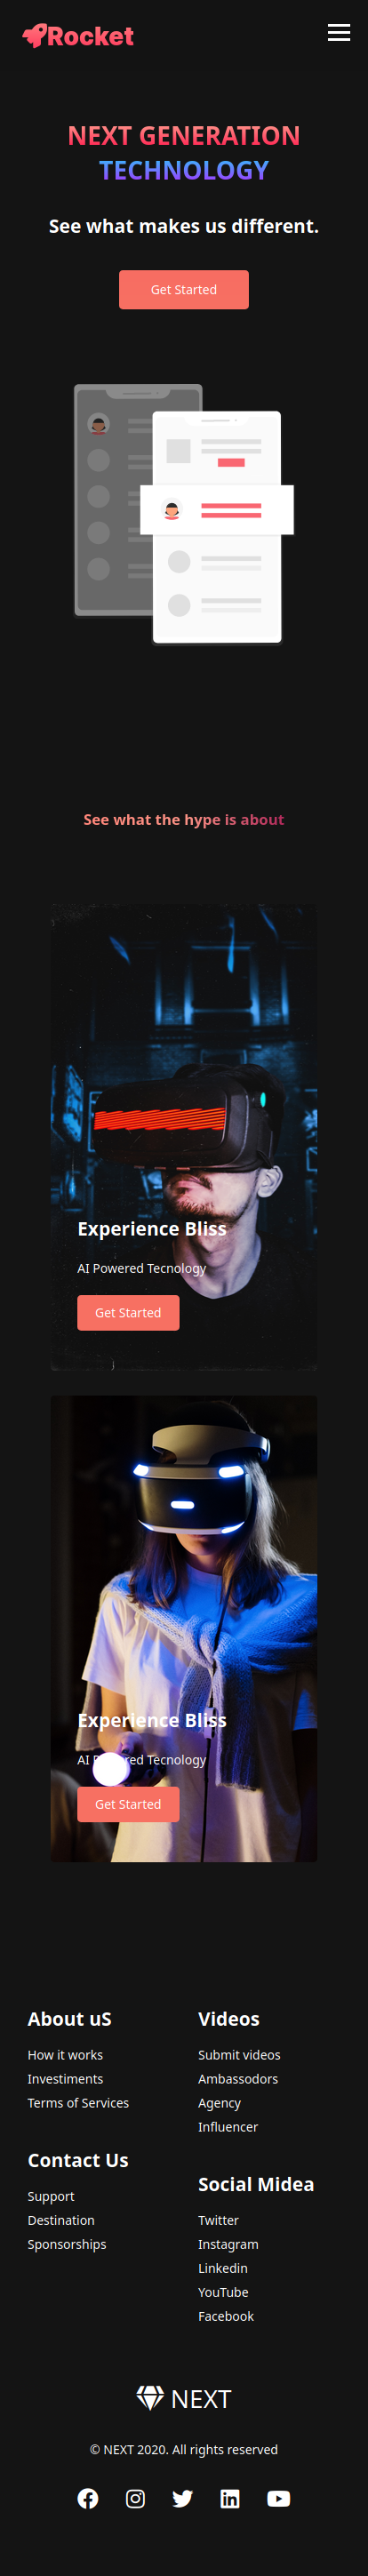 Rocket
NEXT GENERATION
TECHNOLOGY
See what makes us different.
Get Started
See what the hype is about
Experience Bliss
AI Powered Tecnology
Get Started
Experience Bliss
AI Powered Tecnology
Get Started
About uS
How it works
Investiments
Terms of Services
Contact Us
Support
Destination
Sponsorships
Videos
Submit videos
Ambassodors
Agency
Influencer
Social Midea
Twitter
Instagram
Linkedin
YouTube
Facebook
NEXT
© NEXT 2020. All rights reserved